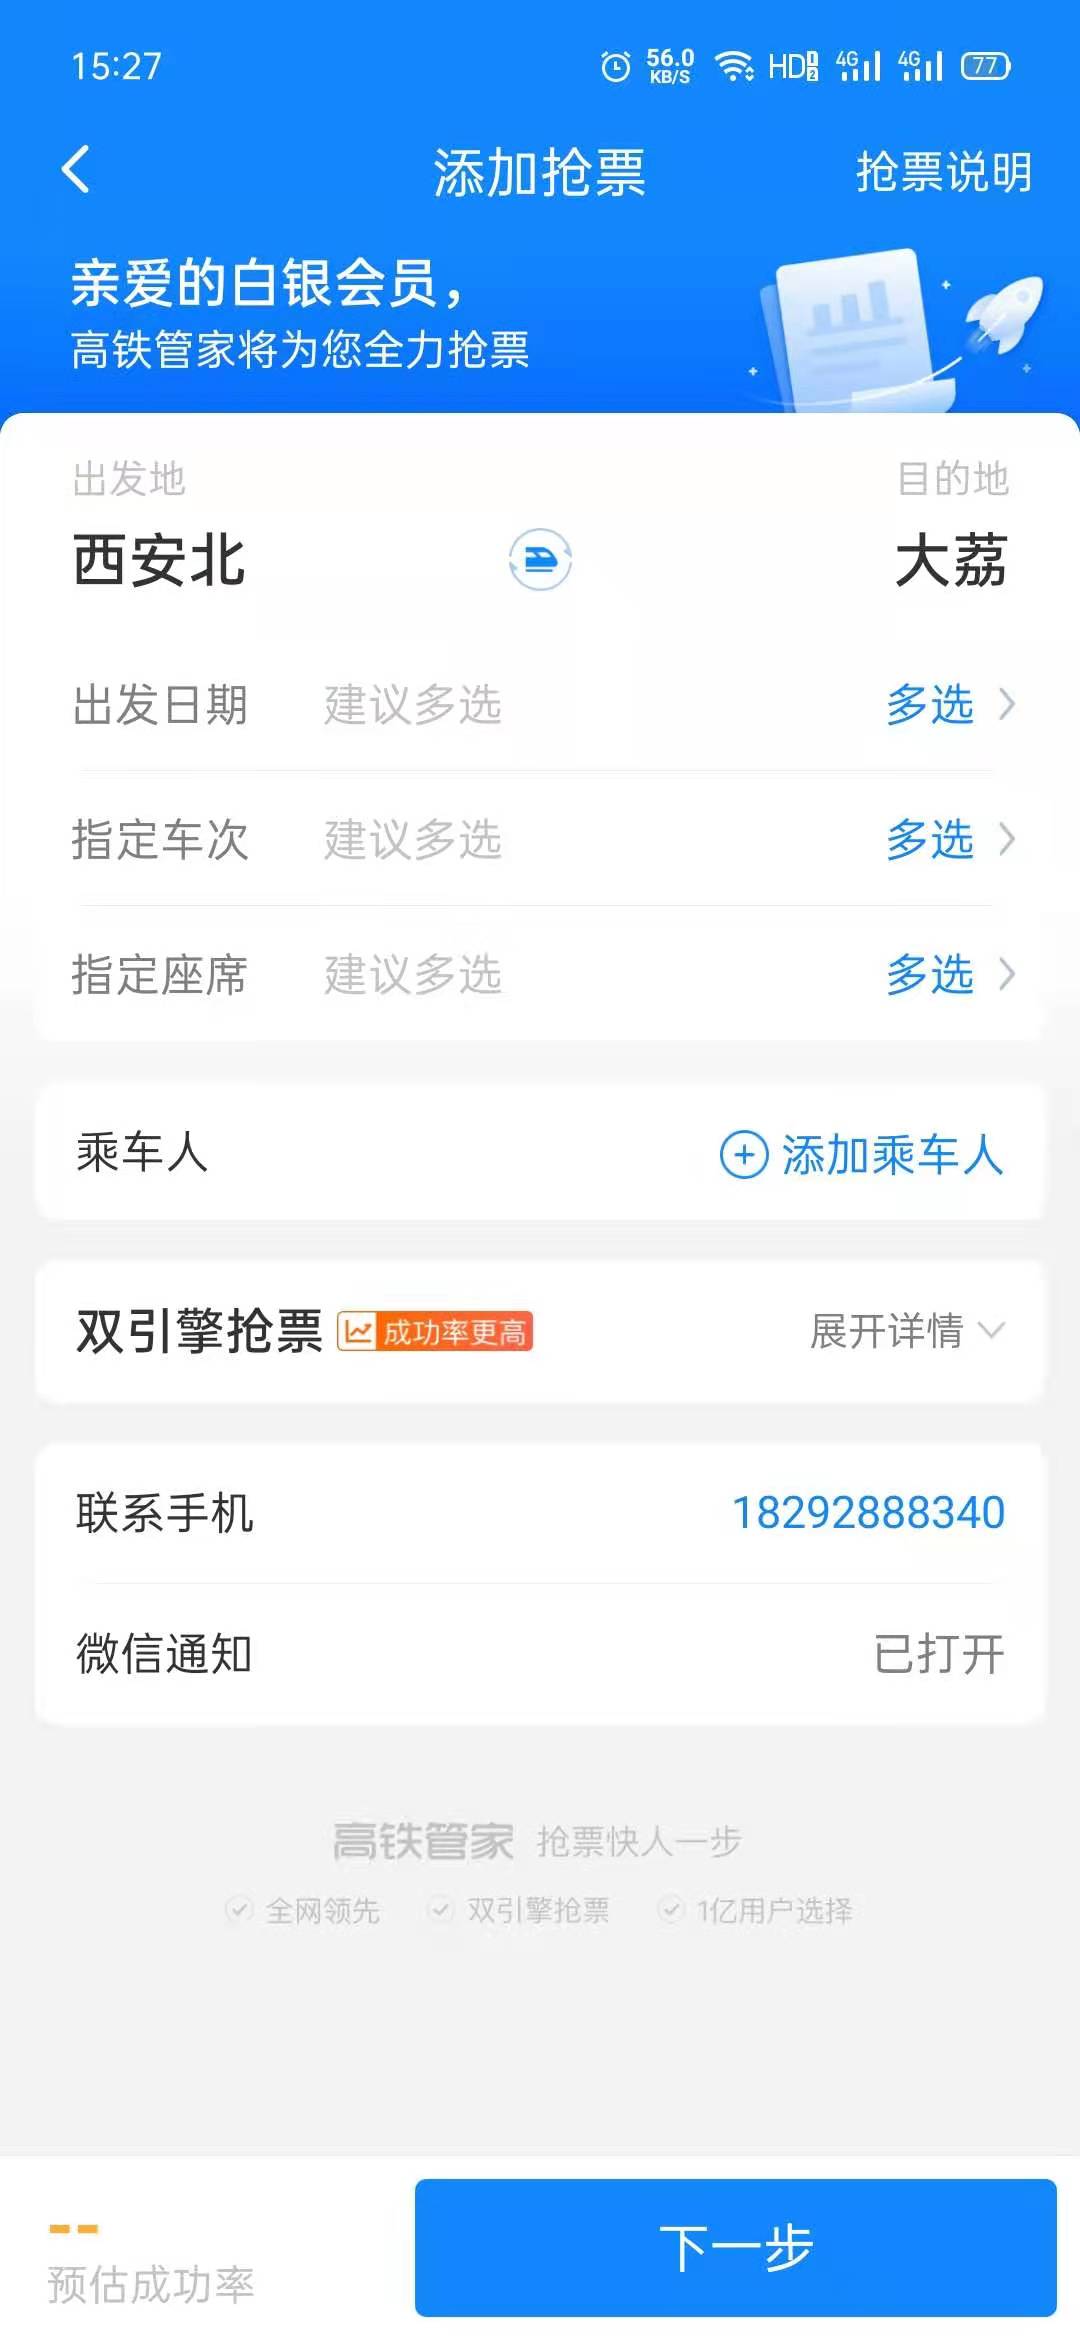 15:27 56.0 KB/S HD 1 2 4G 4G 77
添加抢票 抢票说明
亲爱的白银会员，
高铁管家将为您全力抢票
出发地 目的地
西安北 大荔
出发日期 建议多选 多选
指定车次 建议多选 多选
指定座席 建议多选 多选
乘车人 添加乘车人
双引擎抢票 成功率更高 展开详情
联系手机 18292888340
微信通知 已打开
高铁管家 抢票快人一步
全网领先 双引擎抢票 1亿用户选择
--
预估成功率
下一步